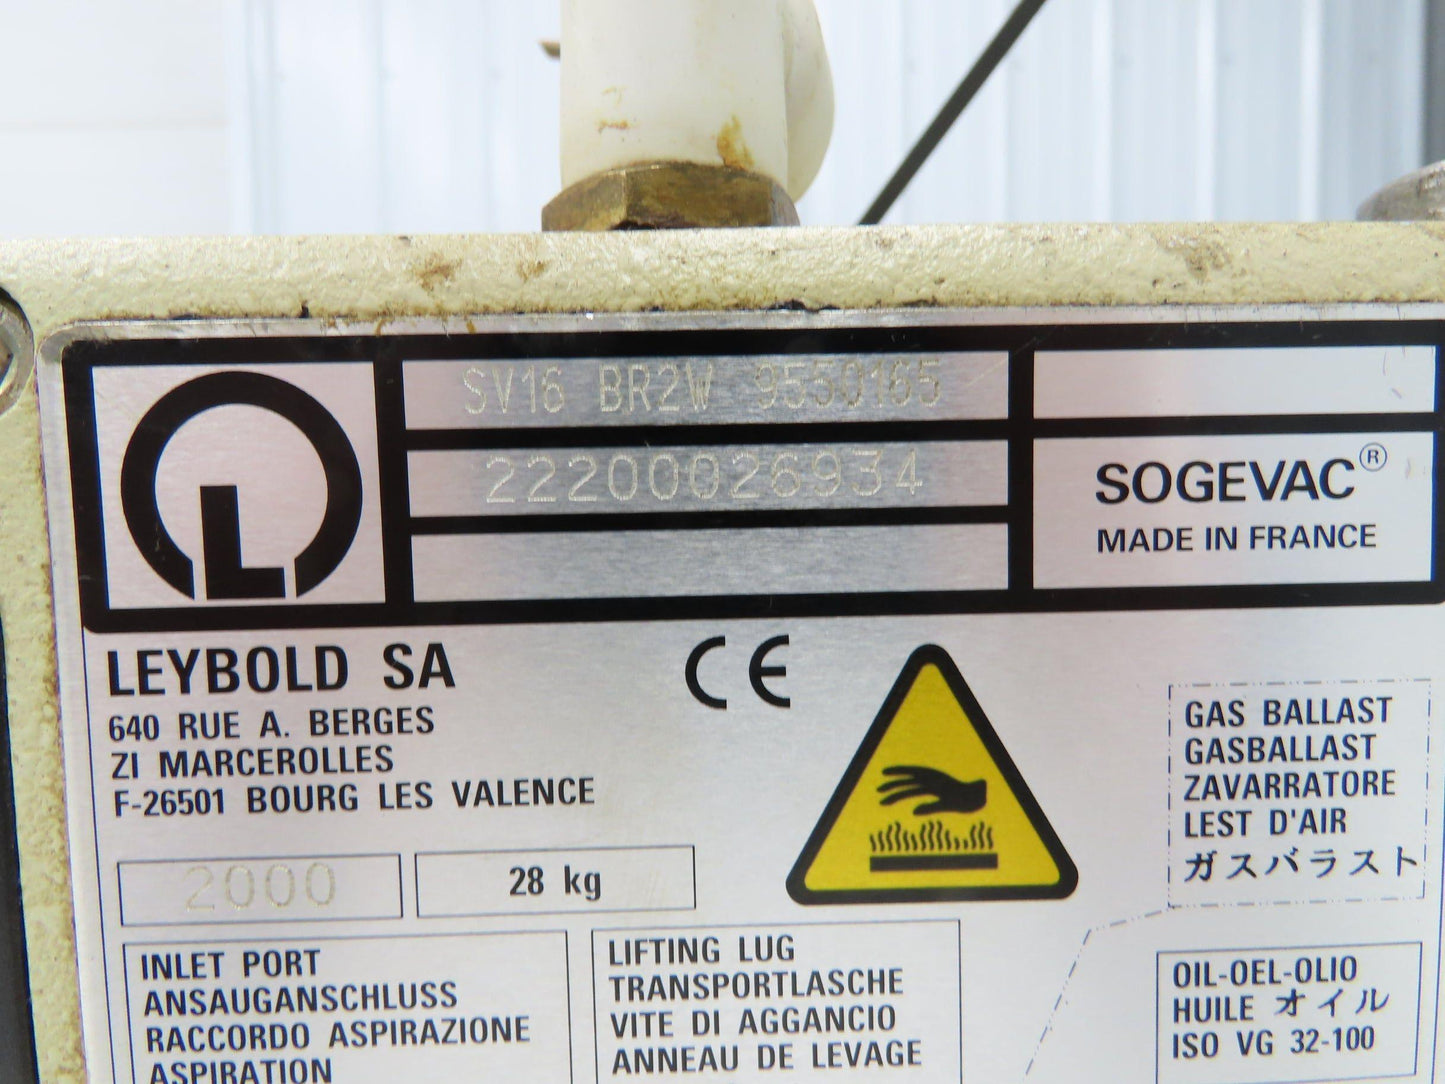 SV16 BR2W 9550165
22200026934
SOGEVAC®
MADE IN FRANCE
L
LEYBOLD SA
640 RUE A. BERGES
ZI MARCEROLLES
F-26501 BOURG LES VALENCE
CE
2000
28 kg
GAS BALLAST
GASBALLAST
ZAVARRATORE
LEST D'AIR
ガスバラスト
INLET PORT
ANSAUGANSCHLUSS
RACCORDO ASPIRAZIONE
ASPIRATION
LIFTING LUG
TRANSPORTLASCHE
VITE DI AGGANCIO
ANNEAU DE LEVAGE
OIL-OEL-OLIO
HUILE オイル
ISO VG 32-100